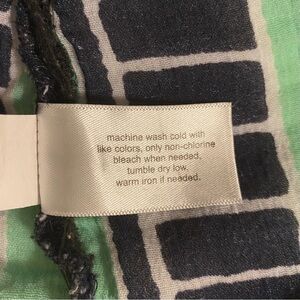 machine wash cold with
like colors, only non-chlorine
bleach when needed,
tumble dry low,
warm iron if needed.